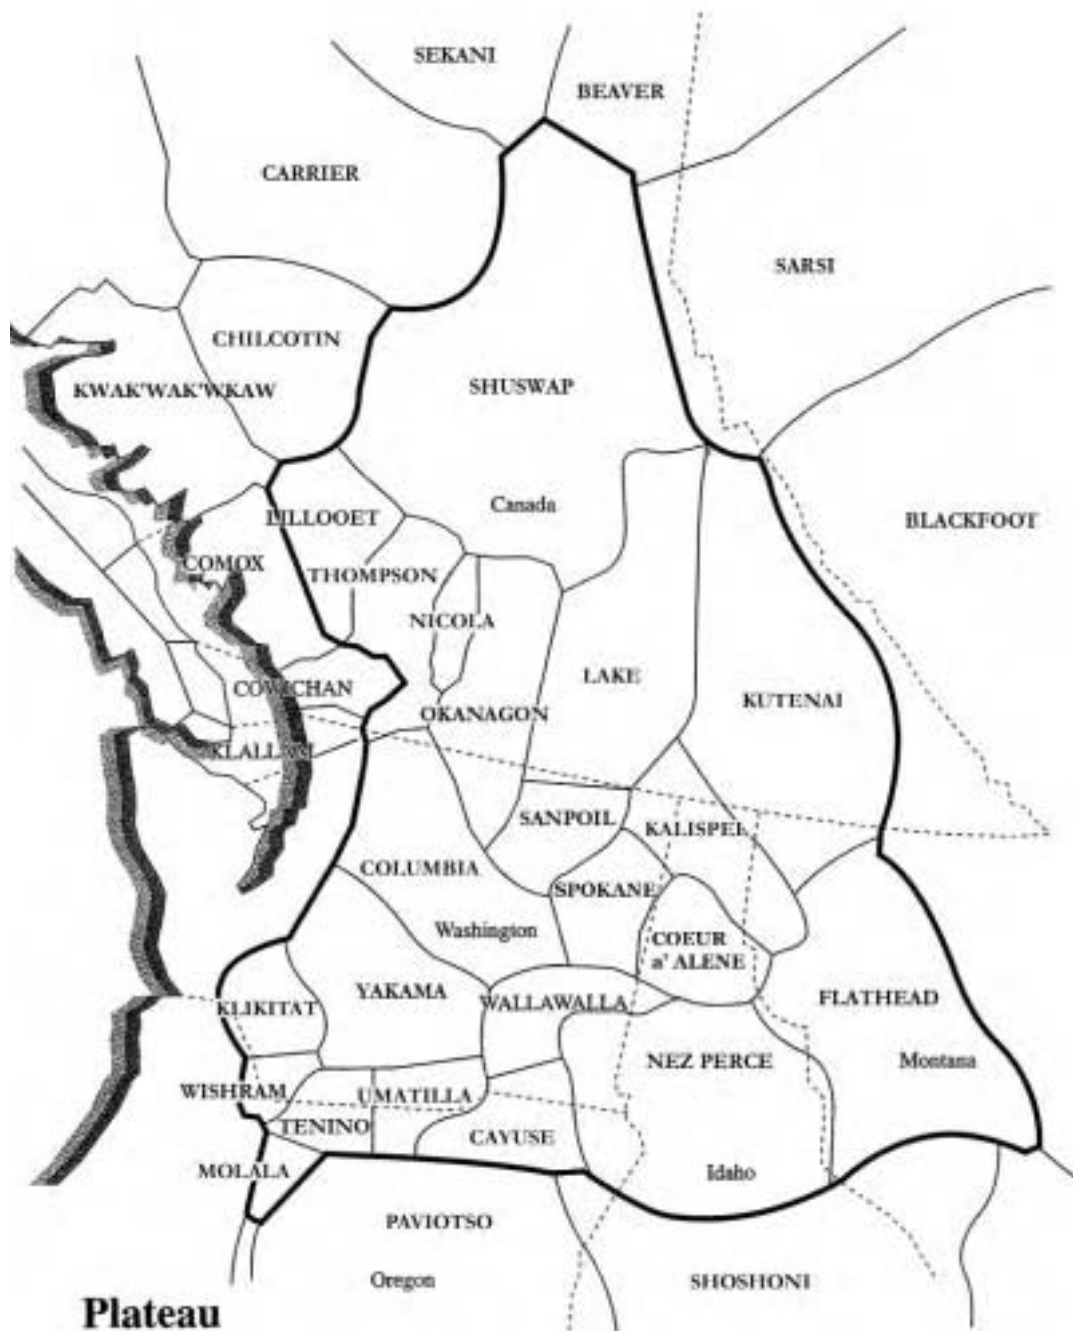 SEKANI
BEAVER
CARRIER
SARSI
CHILCOTIN
KWAK'WAK'WKAW
SHUSWAP
Canada
LILLOOET
BLACKFOOT
COMOX
THOMPSON
NICOLA
LAKE
COWICHAN
KUTENAI
OKANAGON
KLALLAM
SANPOIL
KALISPEL
COLUMBIA
SPOKANE
Washington
COEUR
a' ALENE
YAKAMA
WALLAWALLA
FLATHEAD
KLIKITAT
NEZ PERCE
Montana
WISHRAM
UMATILLA
TENINO
CAYUSE
MOLALA
Idaho
PAVIOTSO
Oregon
SHOSHONI
Plateau